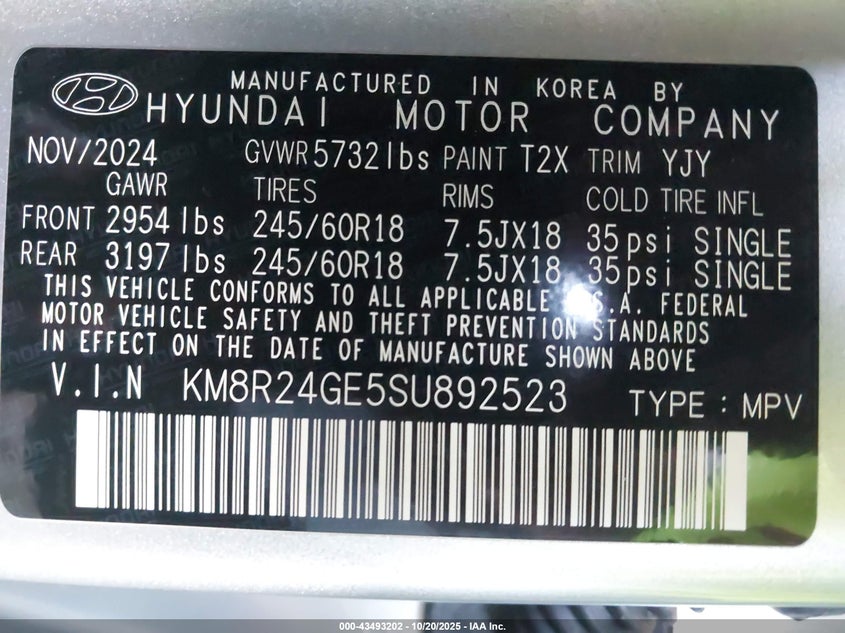 MANUFACTURED IN KOREA BY
HYUNDAI MOTOR COMPANY
NOV/2024 GVWR 5732 lbs PAINT T2X TRIM YJY
GAWR TIRES RIMS COLD TIRE INFL
FRONT 2954 lbs 245/60R18 7.5JX18 35psi SINGLE
REAR 3197 lbs 245/60R18 7.5JX18 35psi SINGLE
THIS VEHICLE CONFORMS TO ALL APPLICABLE .S.A. FEDERAL
MOTOR VEHICLE SAFETY AND THEFT PREVENTION STANDARDS
IN EFFECT ON THE DATE OF MANUFACTURE SHOWN ABOVE
V.I.N KM8R24GE5SU892523 TYPE : MPV
000-43493202 - 10/20/2025 - IAA Inc.